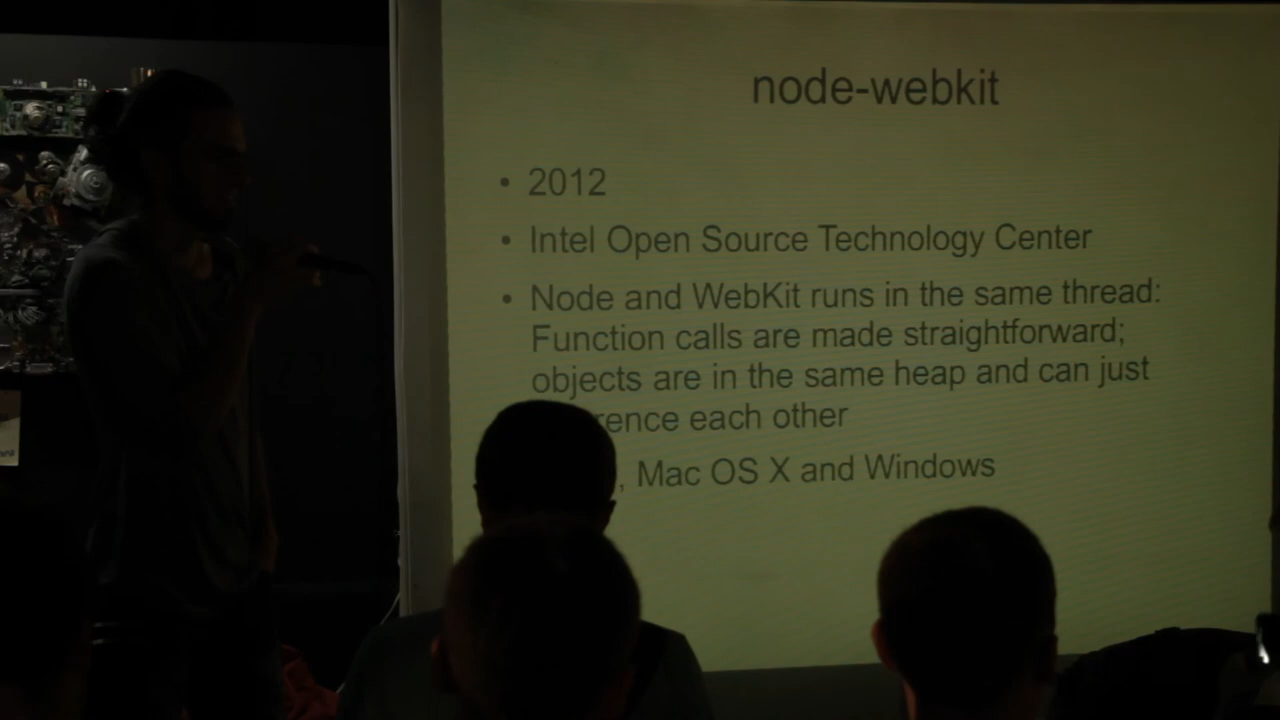 node-webkit
• 2012
• Intel Open Source Technology Center
• Node and WebKit runs in the same thread:
Function calls are made straightforward;
objects are in the same heap and can just
each other
, Mac OS X and Windows